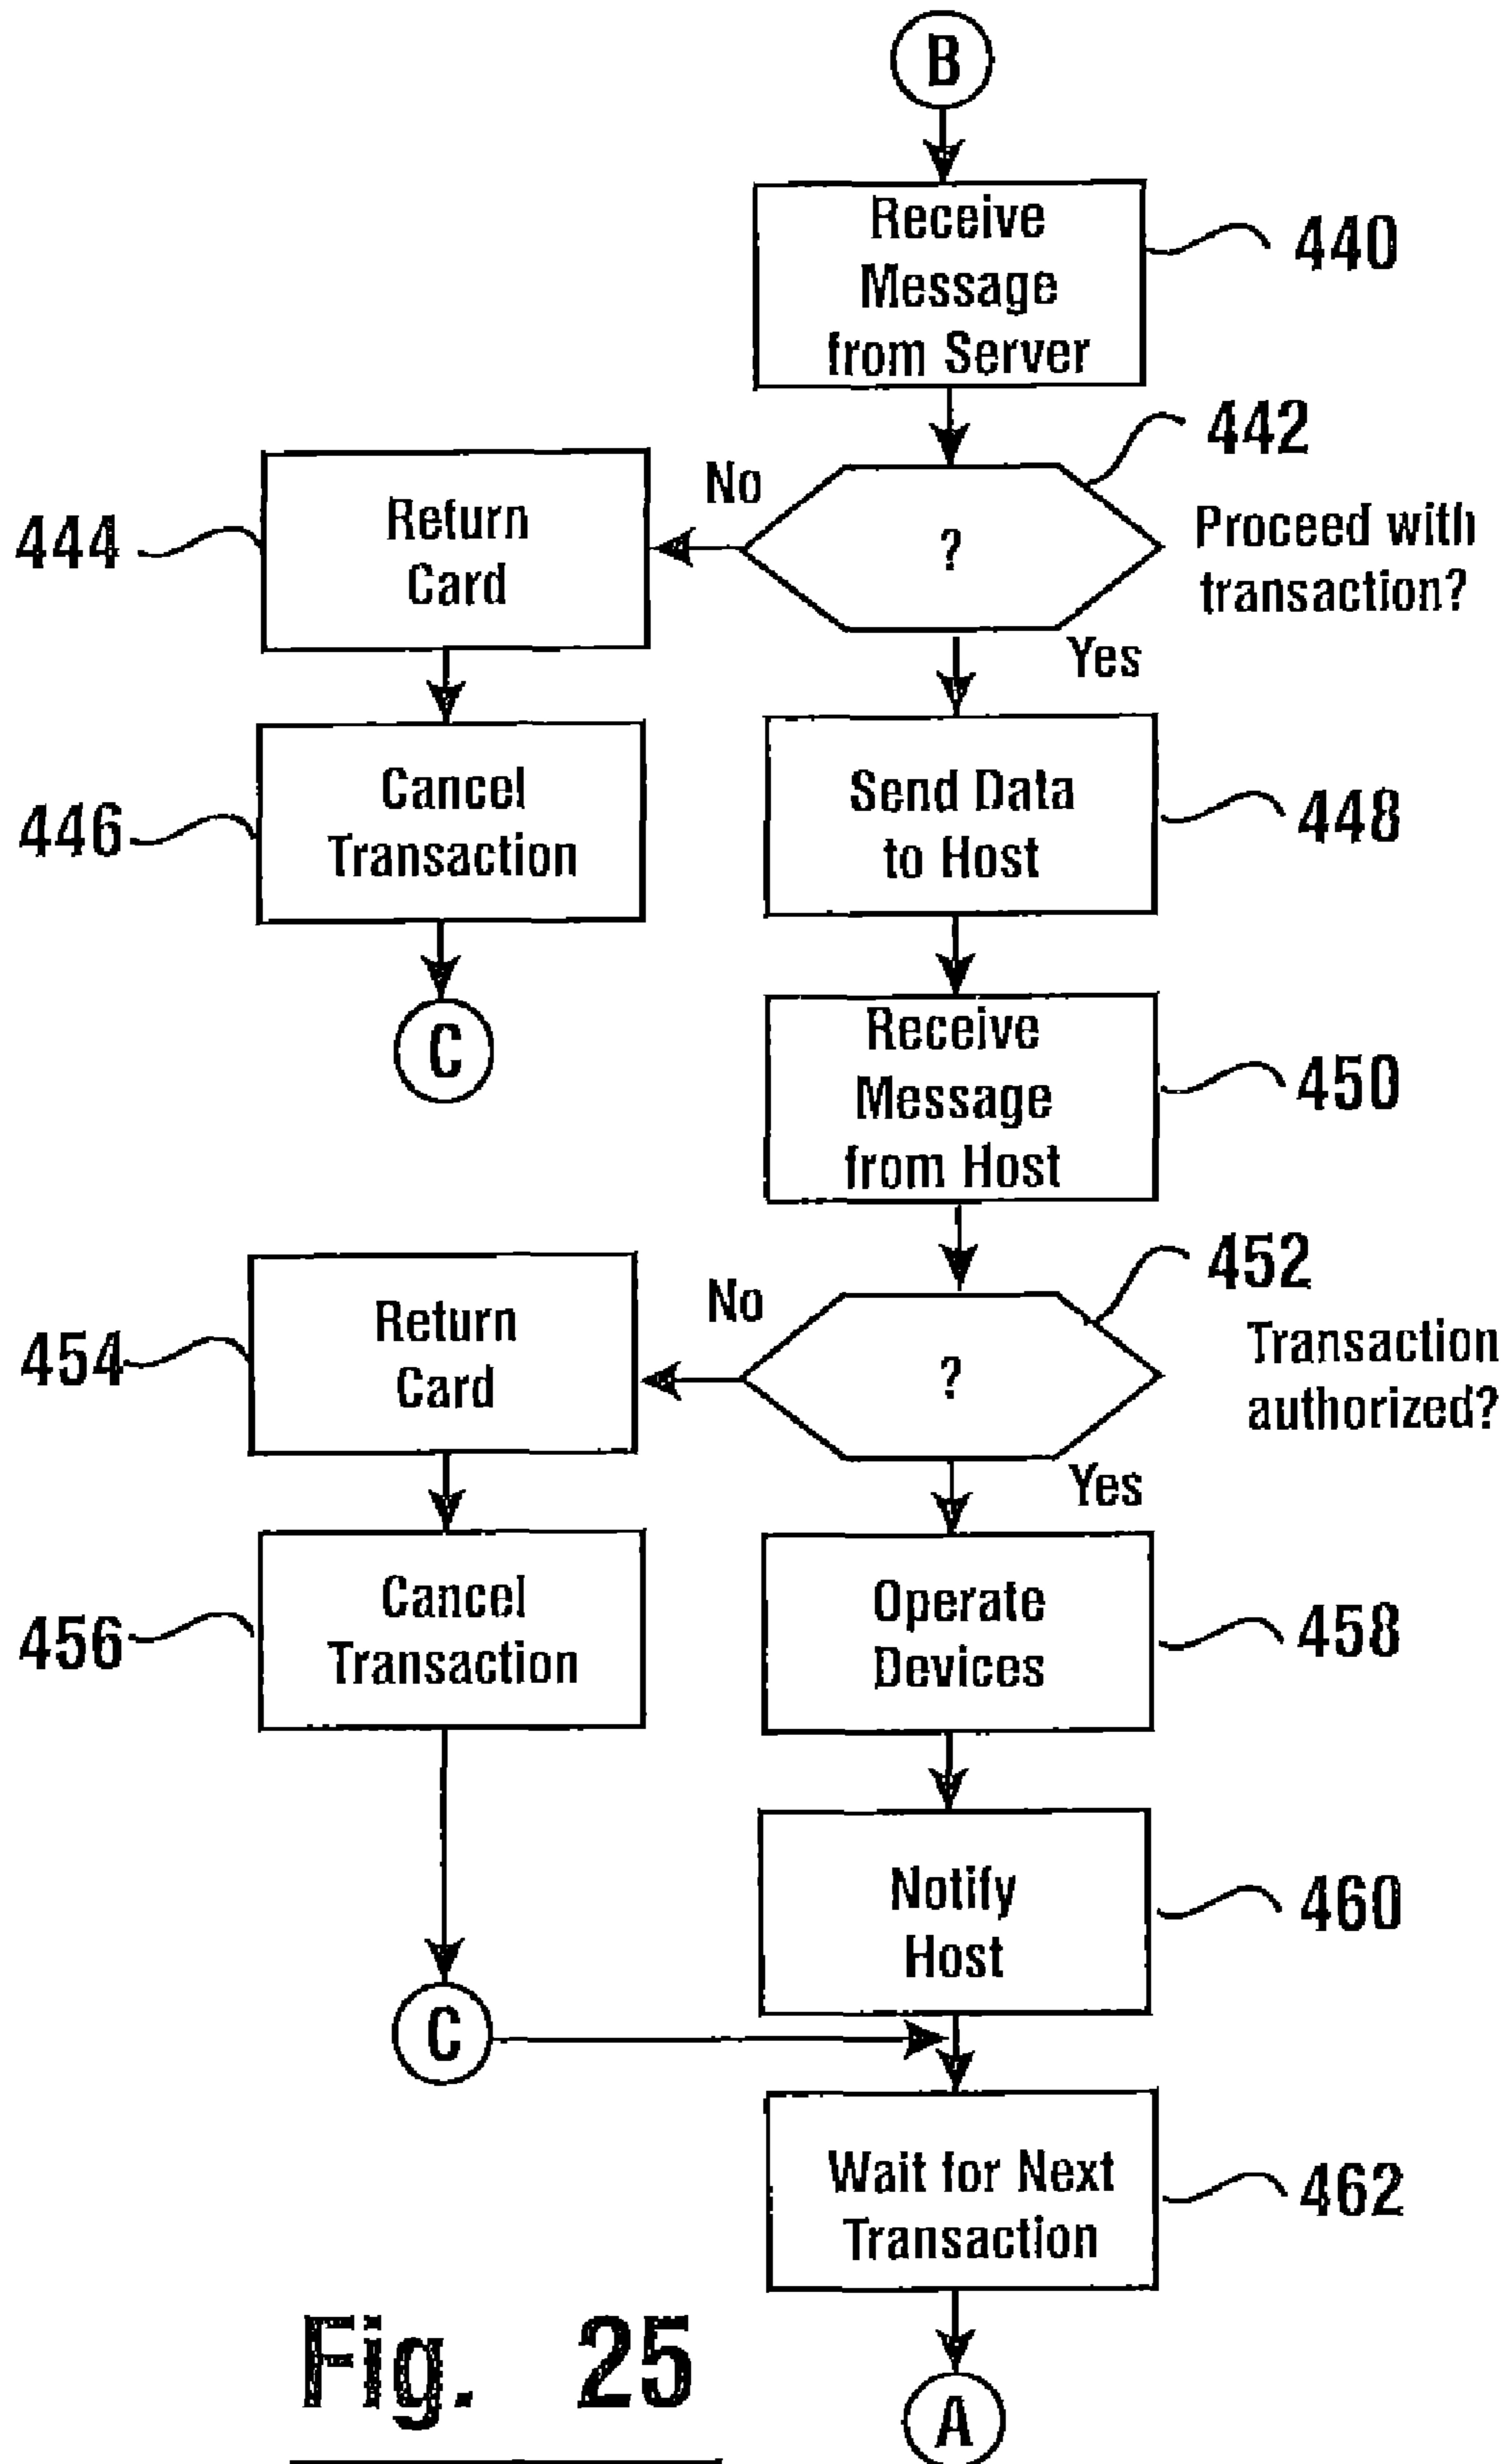 B
Receive
Message
from Server
440
442
No
?
Proceed with
transaction?
Yes
444
Return
Card
446
Cancel
Transaction
C
Send Data
to Host
448
Receive
Message
from Host
450
452
No
?
Transaction
authorized?
Yes
454
Return
Card
456
Cancel
Transaction
Operate
Devices
458
Notify
Host
460
C
Wait for Next
Transaction
462
A
Fig. 25